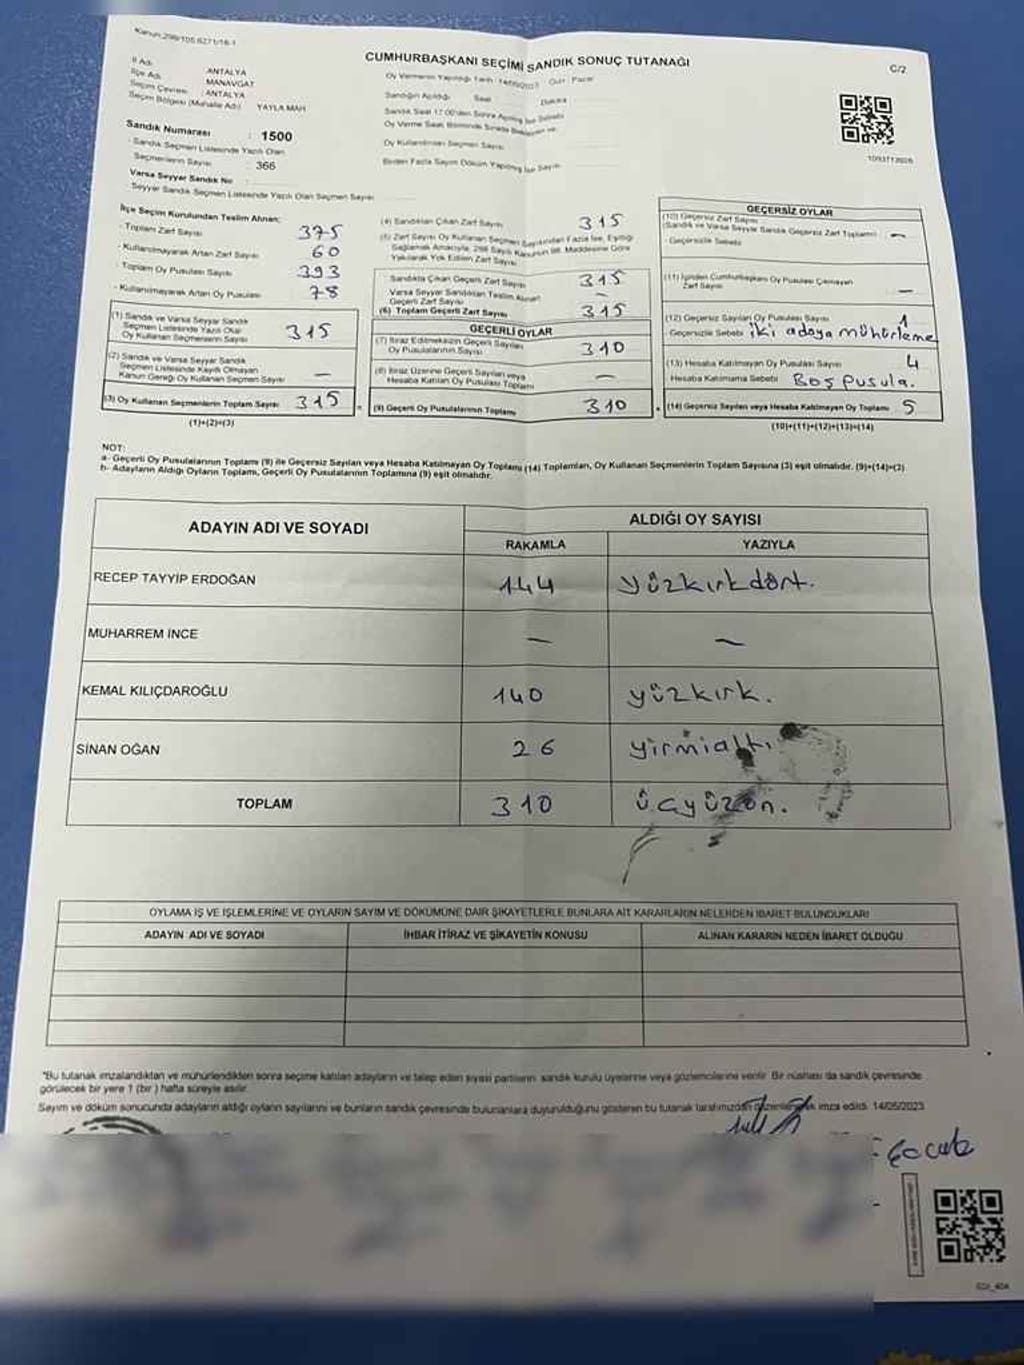 Kanun:298/105,6271/16-1
CUMHURBAŞKANI SEÇİMİ SANDIK SONUÇ TUTANAĞI
C/2
İl Adı : ANTALYA
İlçe Adı : MANAVGAT
Seçim Çevresi : ANTALYA
Seçim Bölgesi (Mahalle Adı) YAYLA MAH
Oy Vermenin Yapıldığı Tarih : 14/05/2023 Gün : Pazar
Sandığın Açıldığı Saat Dakika
Sandık Saat 17:00'den Sonra Açılmış İse Sebebi
Oy Kullandırılan Seçmen Sayısı
Birden Fazla Sayım Döküm Yapılmış İse Sayısı
Sandık Numarası : 1500
- Sandık Seçmen Listesinde Yazılı Olan
Seçmenlerin Sayısı 366
Varsa Seyyar Sandık No :
- Seyyar Sandık Seçmen Listesinde Yazılı Olan Seçmen Sayısı
İlçe Seçim Kurulundan Teslim Alınan:
- Toplam Zarf Sayısı 375
- Kullanılmayarak Artan Zarf Sayısı 60
- Toplam Oy Pusulası Sayısı 393
- Kullanılmayarak Artan Oy Pusulası 78
(1) Sandık ve Varsa Seyyar Sandık
Seçmen Listesinde Yazılı Olan
Oy Kullanan Seçmenlerin Sayısı 315
(2) Sandık ve Varsa Seyyar Sandık
Seçmen Listesinde Kayıtlı Olmayan
Kanun Gereği Oy Kullanan Seçmen Sayısı —
(3) Oy Kullanan Seçmenlerin Toplam Sayısı 315
(1)+(2)=(3)
(4) Sandıktan Çıkan Zarf Sayısı 315
(5) Zarf Sayısı Oy Kullanan Seçmen Sayısından Fazla İse, Eşitliği
Sağlamak Amacıyla, 298 Sayılı Kanunun 98. Maddesine Göre
Yakılarak Yok Edilen Zarf Sayısı
Sandıkta Çıkan Geçerli Zarf Sayısı 315
Varsa Seyyar Sandıktan Teslim Alınan
Geçerli Zarf Sayısı —
(6) Toplam Geçerli Zarf Sayısı 315
GEÇERLİ OYLAR
(7) İtiraz Edilmeksizin Geçerli Sayılan
Oy Pusulalarının Sayısı 310
(8) İtiraz Üzerine Geçerli Sayılan veya
Hesaba Katılan Oy Pusulası Toplamı —
(9) Geçerli Oy Pusulalarının Toplamı 310
GEÇERSİZ OYLAR
(10) Geçersiz Zarf Sayısı
(Sandık ve Varsa Seyyar Sandık Geçersiz Zarf Toplamı) —
- Geçersizlik Sebebi
(11) İçinden Cumhurbaşkanı Oy Pusulası Çıkmayan
Zarf Sayısı —
(12) Geçersiz Sayılan Oy Pusulası Sayısı 1
- Geçersizlik Sebebi iki adaya mühürleme
(13) Hesaba Katılmayan Oy Pusulası Sayısı 4
Hesaba Katılmama Sebebi Boş pusula.
(14) Geçersiz Sayılan veya Hesaba Katılmayan Oy Toplamı 5
(10)+(11)+(12)+(13)=(14)
NOT:
a- Geçerli Oy Pusulalarının Toplamı (9) ile Geçersiz Sayılan veya Hesaba Katılmayan Oy Toplamı (14) Toplamları, Oy Kullanan Seçmenlerin Toplam Sayısına (3) eşit olmalıdır. (9)+(14)=(3)
b- Adayların Aldığı Oyların Toplamı, Geçerli Oy Pusulalarının Toplamına (9) eşit olmalıdır.
ADAYIN ADI VE SOYADI ALDIĞI OY SAYISI
RAKAMLA YAZIYLA
RECEP TAYYİP ERDOĞAN 144 yüzkırkdört.
MUHARREM İNCE — —
KEMAL KILIÇDAROĞLU 140 yüzkırk.
SİNAN OĞAN 26 yirmialtı
TOPLAM 310 üçyüzon.
OYLAMA İŞ VE İŞLEMLERİNE VE OYLARIN SAYIM VE DÖKÜMÜNE DAİR ŞİKAYETLERLE BUNLARA AİT KARARLARIN NELERDEN İBARET BULUNDUKLARI
ADAYIN ADI VE SOYADI İHBAR İTİRAZ VE ŞİKAYETİN KONUSU ALINAN KARARIN NEDEN İBARET OLDUĞU
"Bu tutanak imzalandıktan ve mühürlendikten sonra seçime katılan adayların ve talep eden siyasi partilerin sandık kurulu üyelerine veya gözlemcilerine verilir. Bir nüshası da sandık çevresinde
görülecek bir yere 1 (bir ) hafta süreyle asılır.
Sayım ve döküm sonucunda adayların aldığı oyların sayılarını ve bunların sandık çevresinde bulunanlara duyurulduğunu gösteren bu tutanak tarafımızdan düzenlenerek imza edildi. 14/05/2023